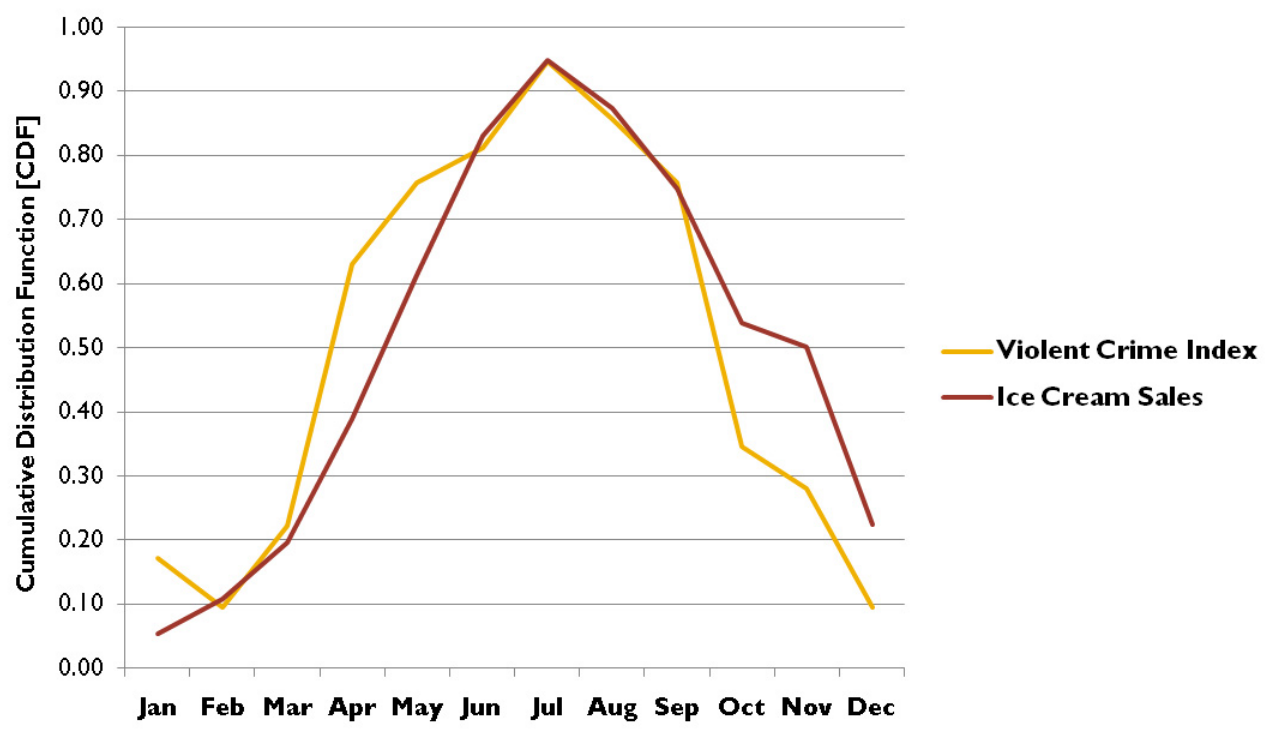 Cumulative Distribution Function [CDF]
1.00
0.90
0.80
0.70
0.60
0.50
0.40
0.30
0.20
0.10
0.00
Jan Feb Mar Apr May Jun Jul Aug Sep Oct Nov Dec
Violent Crime Index
Ice Cream Sales